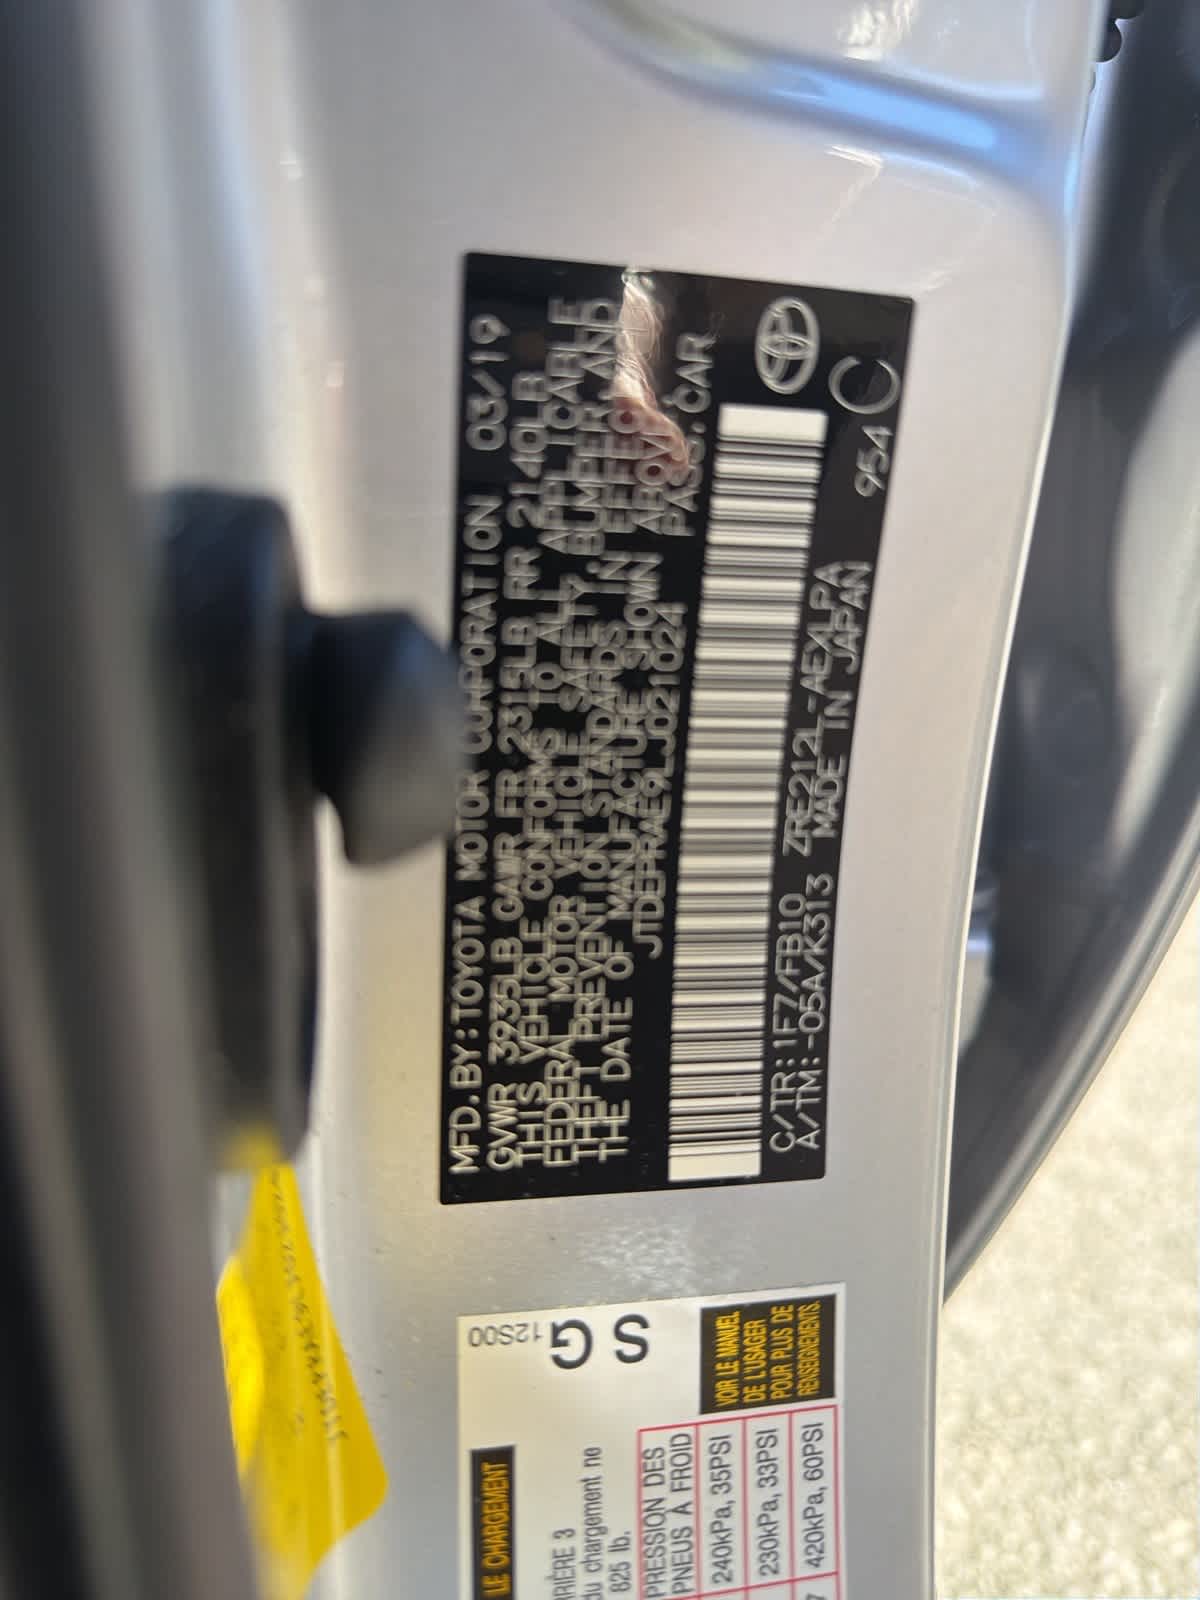 MFD. BY: TOYOTA MOTOR CORPORATION 03/19
GVWR 3935LB GAWR FR 2315LB RR 2140LB
THIS VEHICLE CONFORMS TO ALL APPLICABLE
FEDERAL MOTOR VEHICLE SAFETY, BUMPER AND
THEFT PREVENTION STANDARDS IN EFFECT
THE DATE OF MANUFACTURE SHOWN ABOVE.
JTDEPRAE9LJ021024 PASS. CAR
C/TR: 1F7/FB10 ZRE212L-AEXLPA 954 C
A/TM: -05A/K313 MADE IN JAPAN
12S00
S G
VOIR LE MANUEL
DE L'USAGER
POUR PLUS DE
RENSEIGNEMENTS.
LE CHARGEMENT
3
du chargement ne
825 lb.
PRESSION DES
PNEUS À FROID
240kPa, 35PSI
230kPa, 33PSI
420kPa, 60PSI